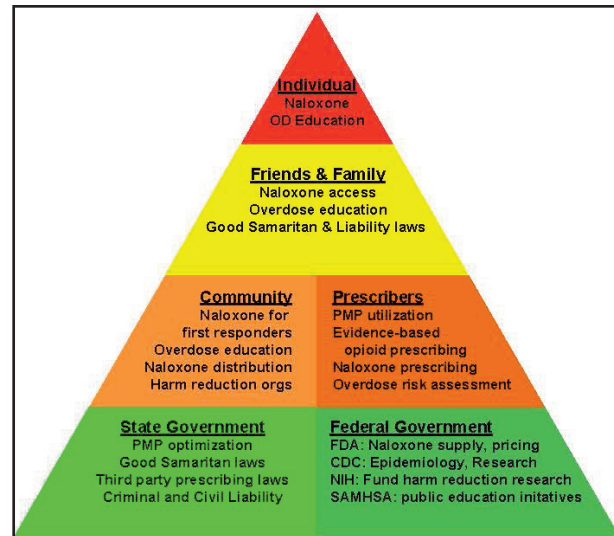 Individual
Naloxone
OD Education
Friends & Family
Naloxone access
Overdose education
Good Samaritan & Liability laws
Community
Naloxone for
first responders
Overdose education
Naloxone distribution
Harm reduction orgs
Prescribers
PMP utilization
Evidence-based
opioid prescribing
Naloxone prescribing
Overdose risk assessment
State Government
PMP optimization
Good Samaritan laws
Third party prescribing laws
Criminal and Civil Liability
Federal Government
FDA: Naloxone supply, pricing
CDC: Epidemiology, Research
NIH: Fund harm reduction research
SAMHSA: public education initatives